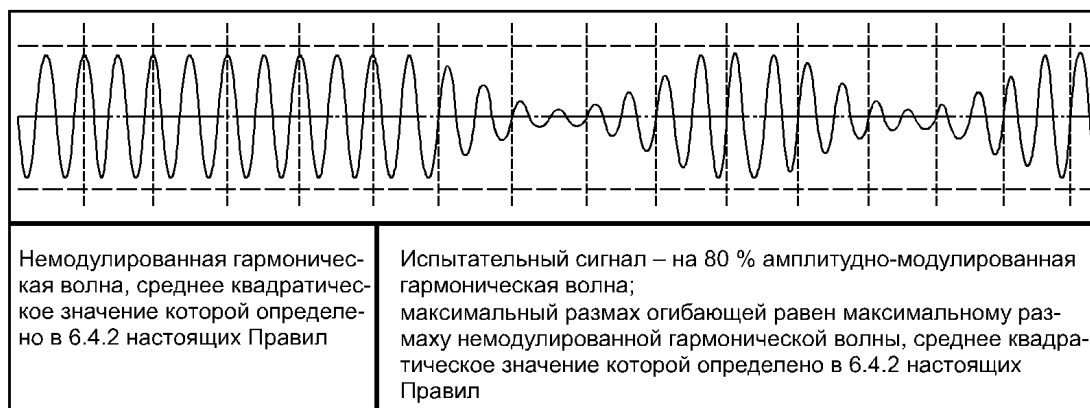 Немодулированная гармоничес-
кая волна, среднее квадратичес-
кое значение которой определе-
но в 6.4.2 настоящих Правил
Испытательный сигнал – на 80 % амплитудно-модулированная
гармоническая волна;
максимальный размах огибающей равен максимальному раз-
маху немодулированной гармонической волны, среднее квадра-
тическое значение которой определено в 6.4.2 настоящих
Правил